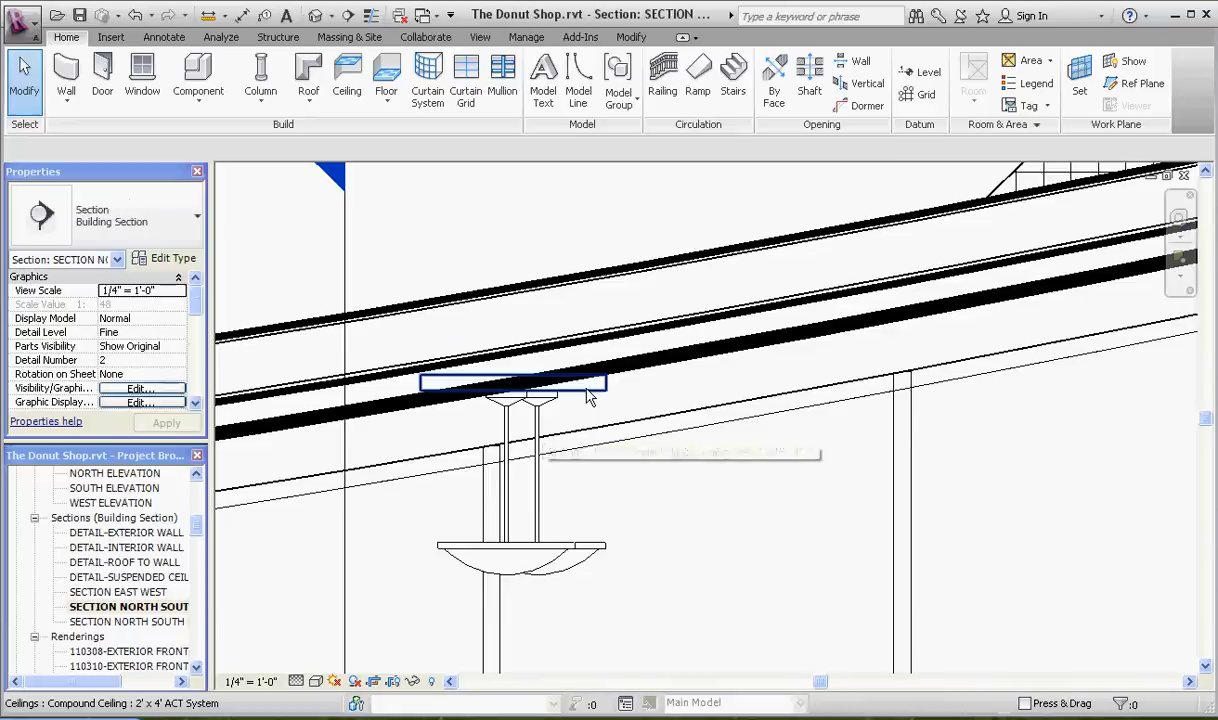 The Donut Shop.rvt - Section: SECTION ...
Type a keyword or phrase
Sign In
Home Insert Annotate Analyze Structure Massing & Site Collaborate View Manage Add-Ins Modify
Modify Wall Door Window Component Column Roof Ceiling Floor Curtain System Curtain Grid Mullion Model Text Model Line Model Group Railing Ramp Stairs By Face Shaft Wall Vertical Dormer Level Grid Room Area Legend Tag Set Show Ref Plane Viewer
Select Build Model Circulation Opening Datum Room & Area Work Plane
Properties
Section
Building Section
Section: SECTION N( Edit Type
Graphics
View Scale 1/4" = 1'-0"
Scale Value 1: 48
Display Model Normal
Detail Level Fine
Parts Visibility Show Original
Detail Number 2
Rotation on Sheet None
Visibility/Graphi... Edit...
Graphic Display... Edit...
Properties help Apply
The Donut Shop.rvt - Project Bro...
NORTH ELEVATION
SOUTH ELEVATION
WEST ELEVATION
Sections (Building Section)
DETAIL-EXTERIOR WALL
DETAIL-INTERIOR WALL
DETAIL-ROOF TO WALL
DETAIL-SUSPENDED CEIL
SECTION EAST WEST
SECTION NORTH SOUT
SECTION NORTH SOUTH
Renderings
110308-EXTERIOR FRONT
110310-EXTERIOR FRONT
1/4" = 1'-0"
Ceilings : Compound Ceiling : 2' x 4' ACT System
:0
Main Model
Press & Drag
:0